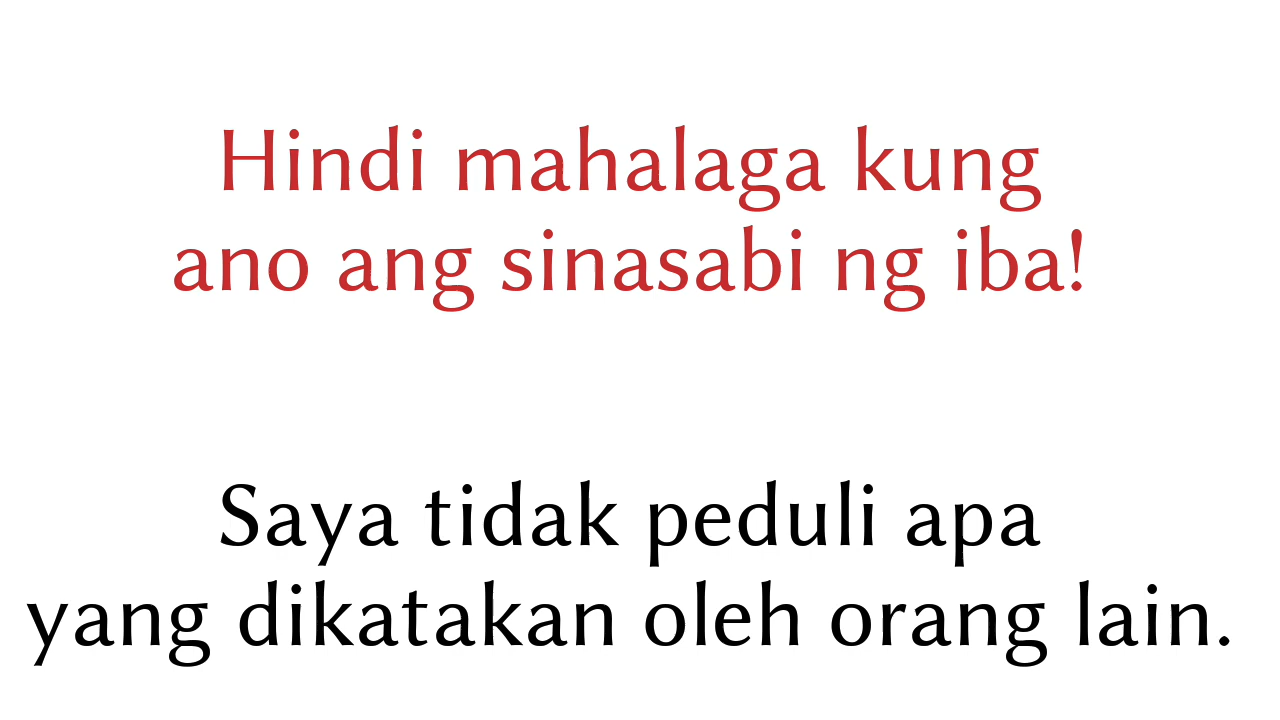 Hindi mahalaga kung
ano ang sinasabi ng iba!
Saya tidak peduli apa
yang dikatakan oleh orang lain.